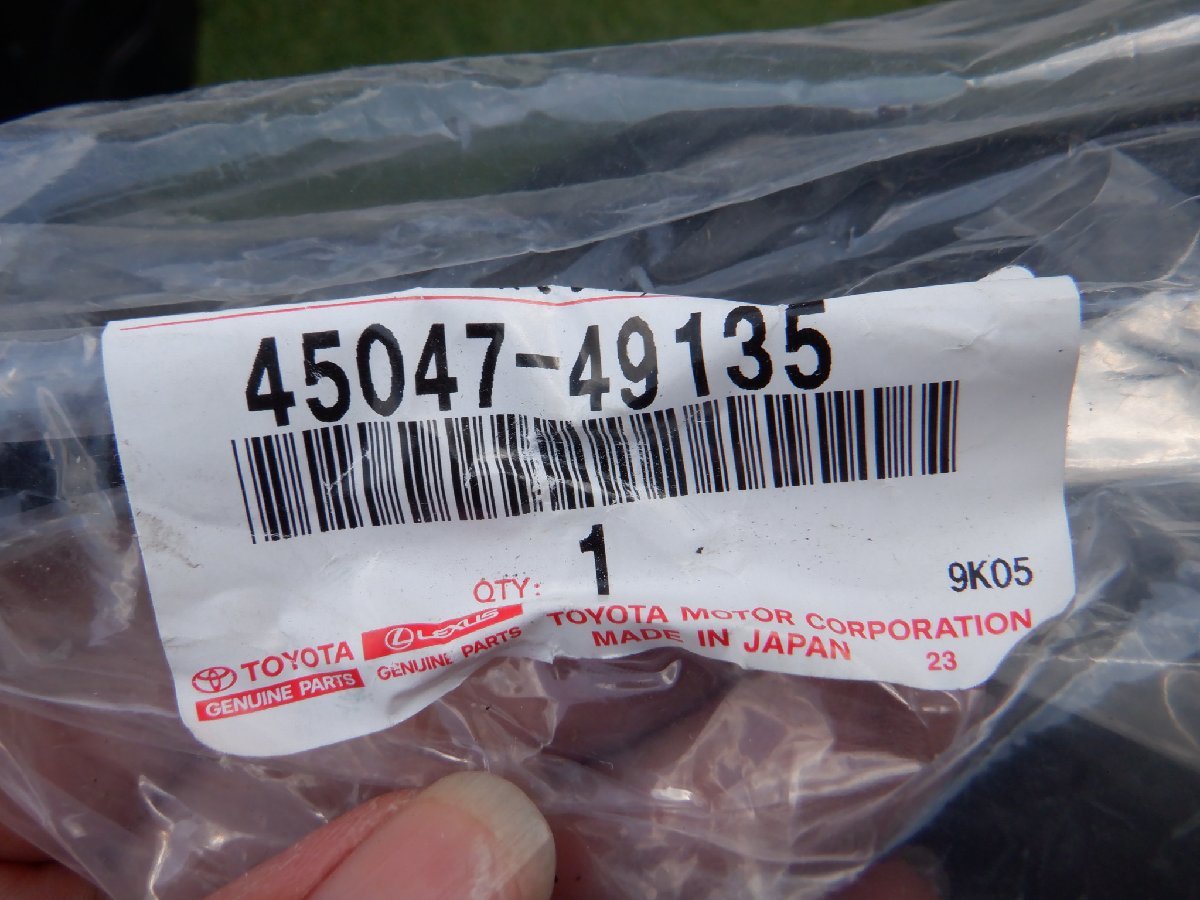 45047-49135
QTY: 1
9K05
TOYOTA
GENUINE PARTS
LEXUS
GENUINE PARTS
TOYOTA MOTOR CORPORATION
MADE IN JAPAN
23